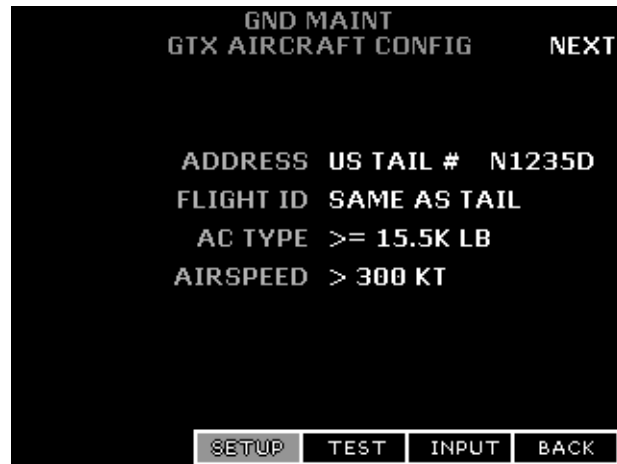 GND MAINT
GTX AIRCRAFT CONFIG NEXT
ADDRESS US TAIL # N1235D
FLIGHT ID SAME AS TAIL
AC TYPE >= 15.5K LB
AIRSPEED > 300 KT
SETUP TEST INPUT BACK